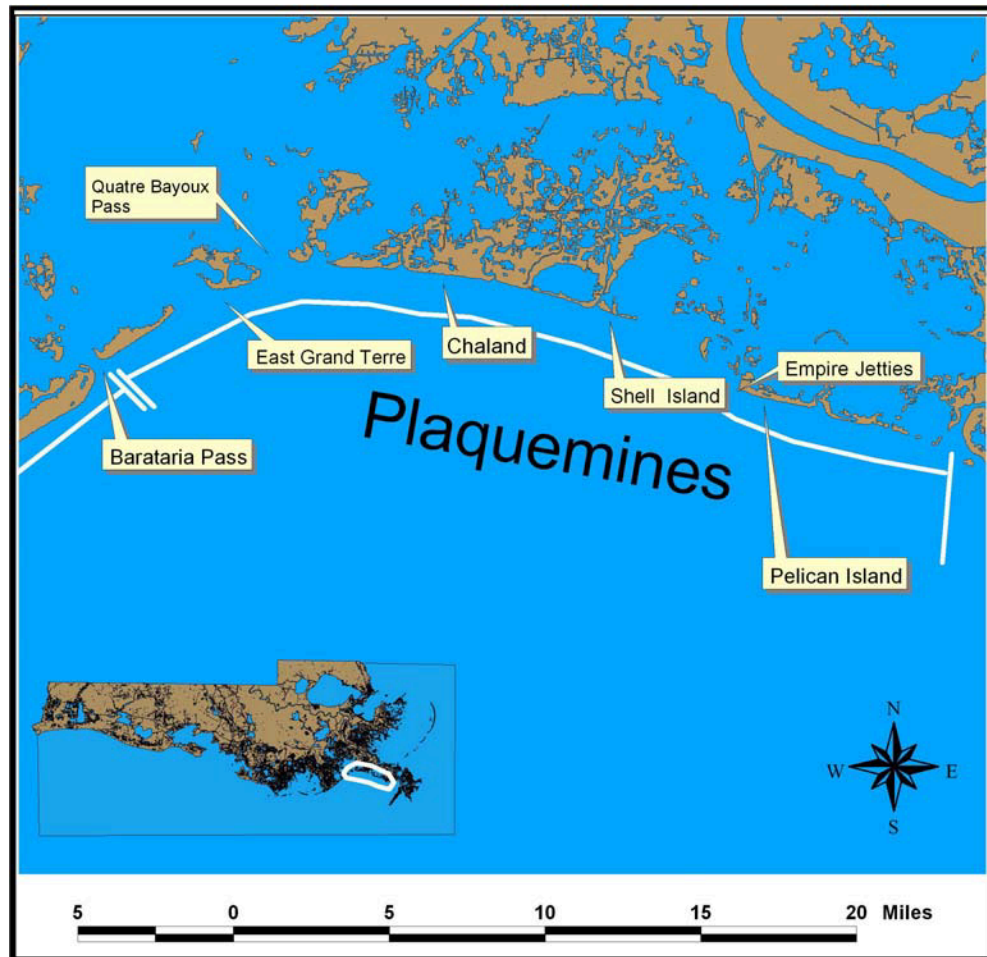 Quatre Bayoux
Pass
East Grand Terre
Chaland
Shell Island
Empire Jetties
Barataria Pass
Plaquemines
Pelican Island
N
W E
S
5 0 5 10 15 20 Miles